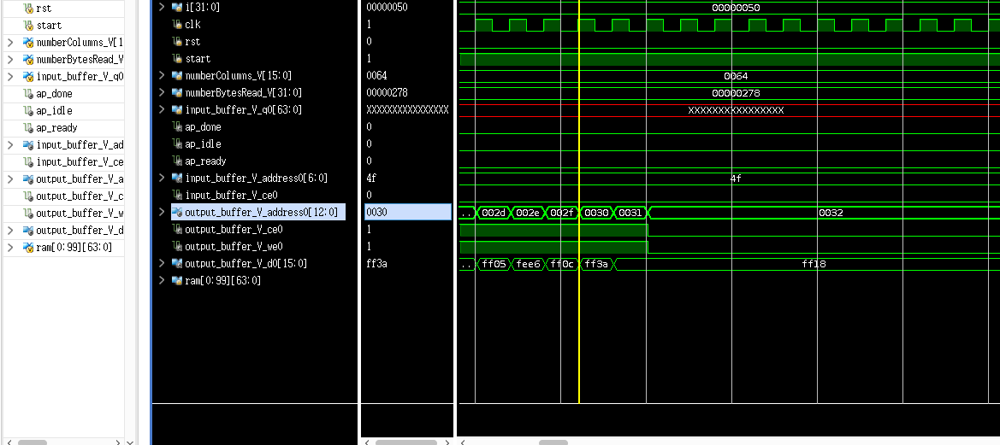 rst
start
numberColumns_V[1
numberBytesRead_V
input_buffer_V_q0
ap_done
ap_idle
ap_ready
input_buffer_V_ad
input_buffer_V_ce
output_buffer_V_a
output_buffer_V_c
output_buffer_V_w
output_buffer_V_d
ram[0:99][63:0]
i[31:0] 00000050 00000050
clk 1
rst 0
start 1
numberColumns_V[15:0] 0064 0064
numberBytesRead_V[31:0] 00000278 00000278
input_buffer_V_q0[63:0] XXXXXXXXXXXXXXXX XXXXXXXXXXXXXXXX
ap_done 0
ap_idle 0
ap_ready 0
input_buffer_V_address0[6:0] 4f 4f
input_buffer_V_ce0 0
output_buffer_V_address0[12:0] 0030 .. 002d 002e 002f 0030 0031 0032
output_buffer_V_ce0 1
output_buffer_V_we0 1
output_buffer_V_d0[15:0] ff3a .. ff05 fee6 ff0c ff3a ff18
ram[0:99][63:0]